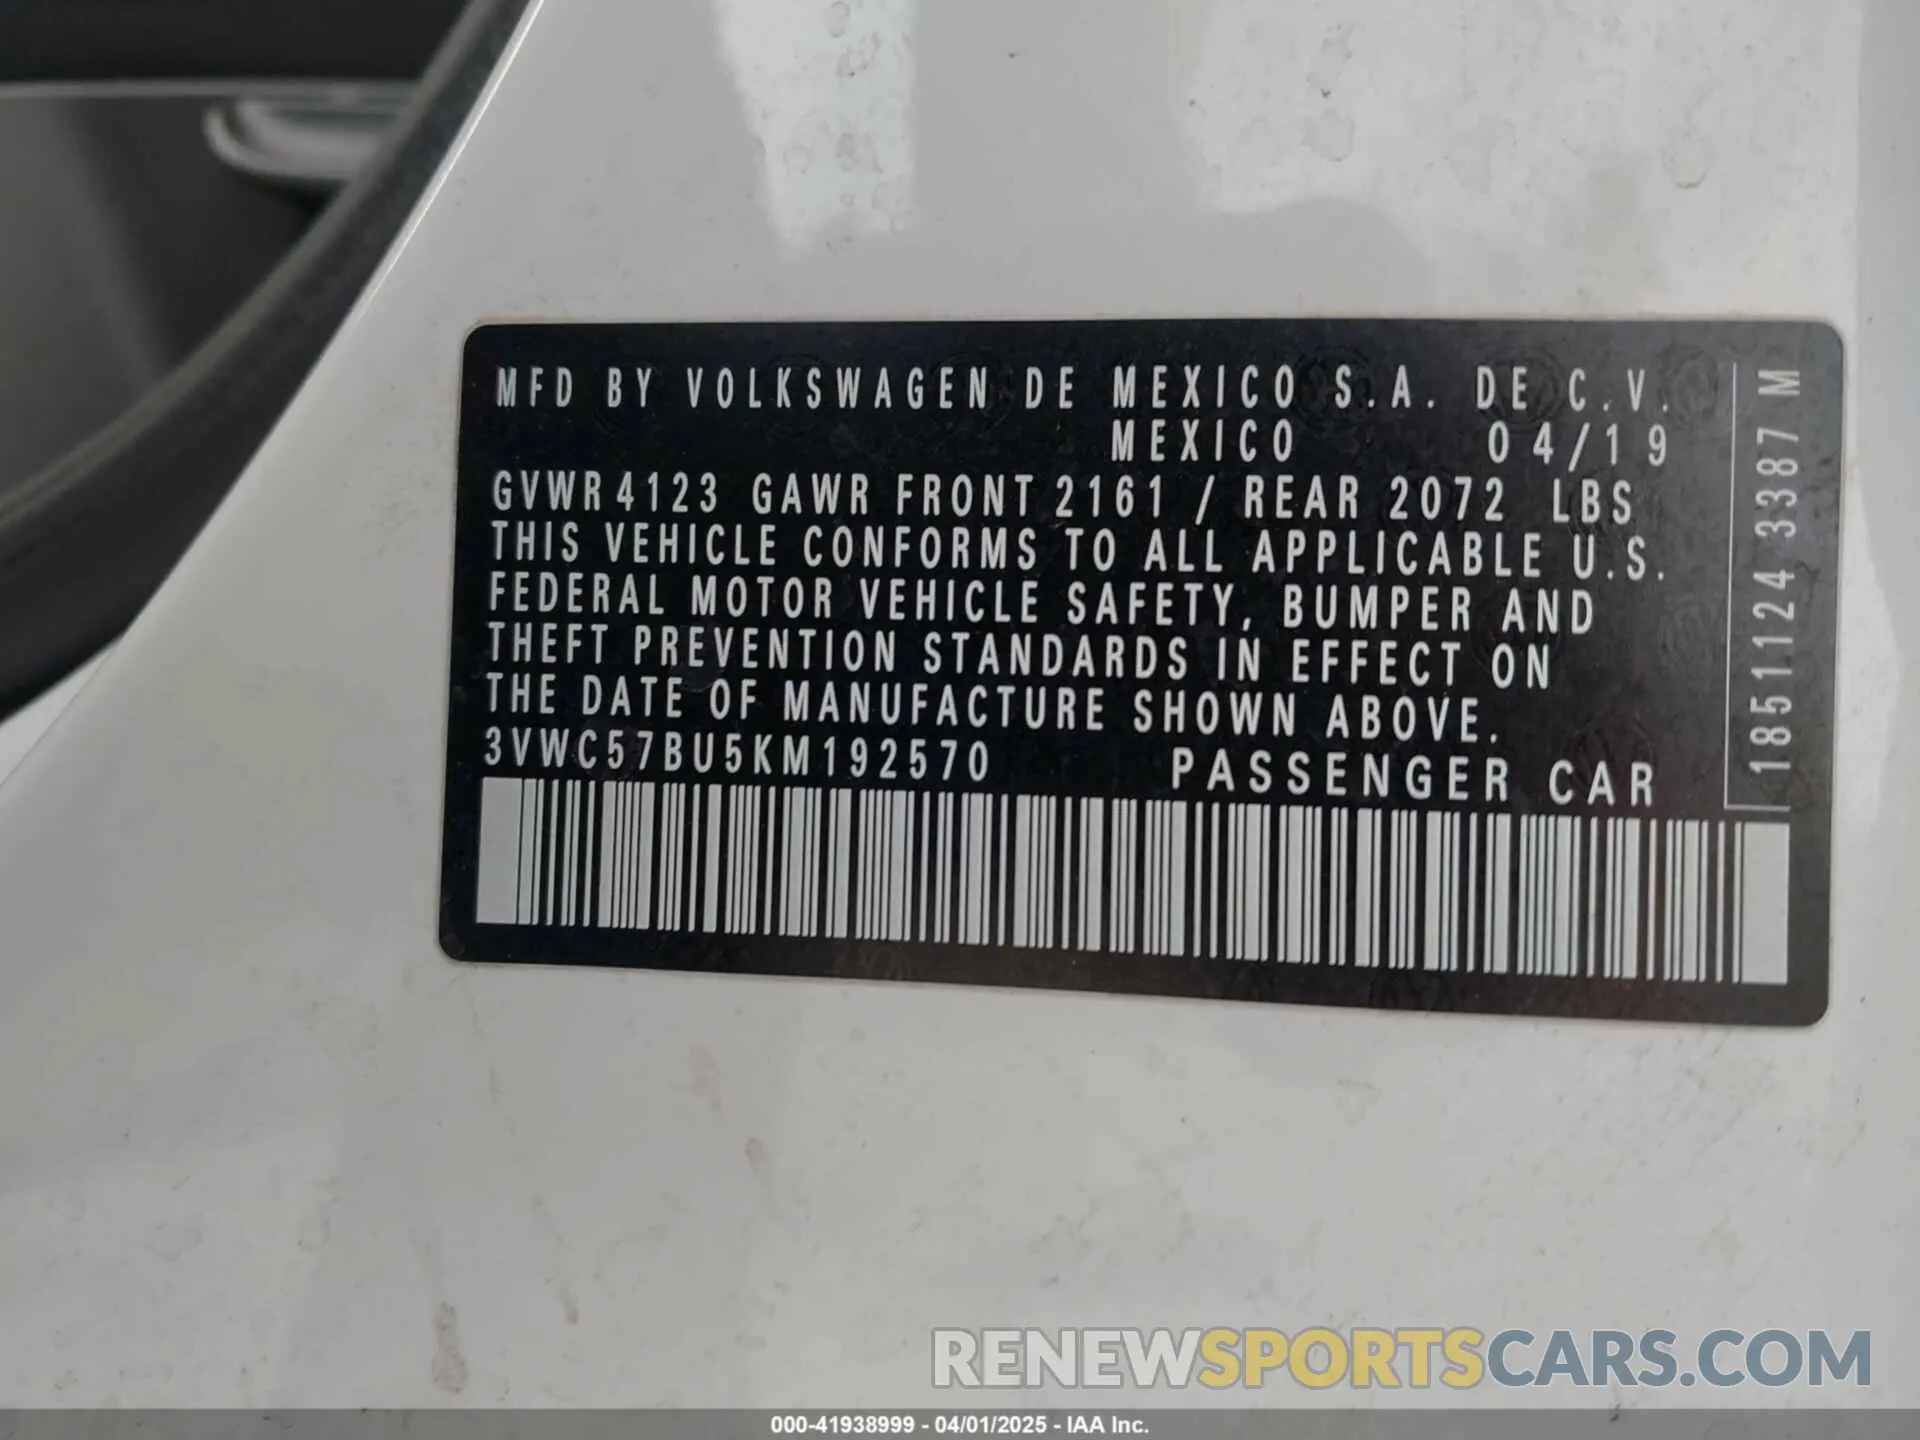 MFD BY VOLKSWAGEN DE MEXICO S.A. DE C.V.
MEXICO 04/19
GVWR 4123 GAWR FRONT 2161 / REAR 2072 LBS
THIS VEHICLE CONFORMS TO ALL APPLICABLE U.S.
FEDERAL MOTOR VEHICLE SAFETY, BUMPER AND
THEFT PREVENTION STANDARDS IN EFFECT ON
THE DATE OF MANUFACTURE SHOWN ABOVE.
3VWC57BU5KM192570 PASSENGER CAR
1851124 3387 M
RENEWSPORTSCARS.COM
000-41938999 - 04/01/2025 - IAA Inc.